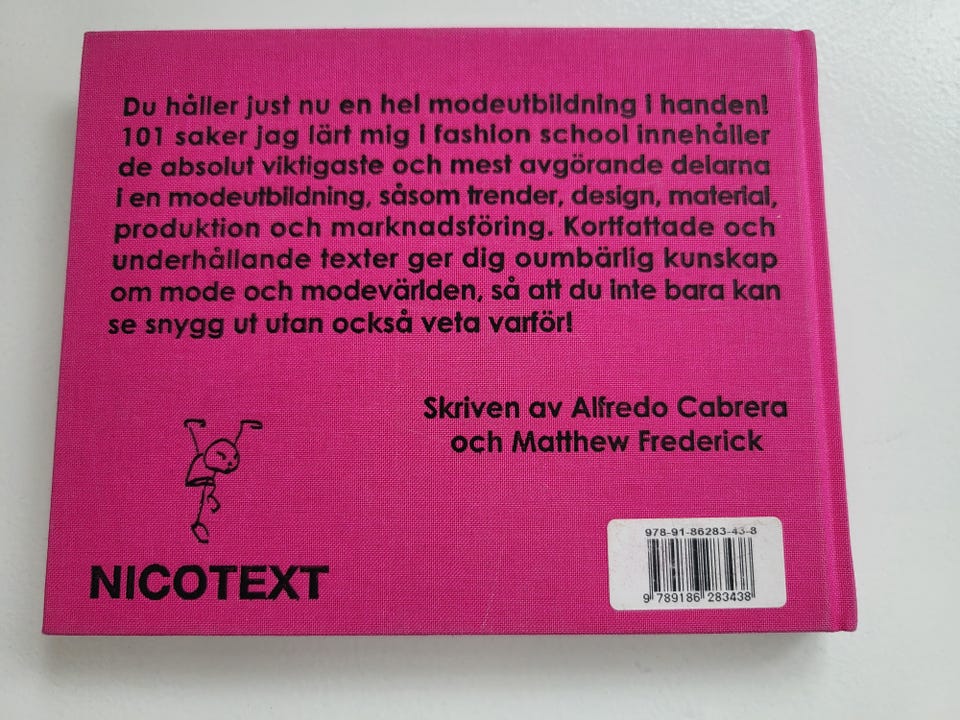 Du håller just nu en hel modeutbildning i handen!
101 saker jag lärt mig i fashion school innehåller
de absolut viktigaste och mest avgörande delarna
i en modeutbildning, såsom trender, design, material,
produktion och marknadsföring. Kortfattade och
underhållande texter ger dig oumbärlig kunskap
om mode och modevärlden, så att du inte bara kan
se snygg ut utan också veta varför!
Skriven av Alfredo Cabrera
och Matthew Frederick
NICOTEXT
978-91-86283-43-8
9 789186 283438